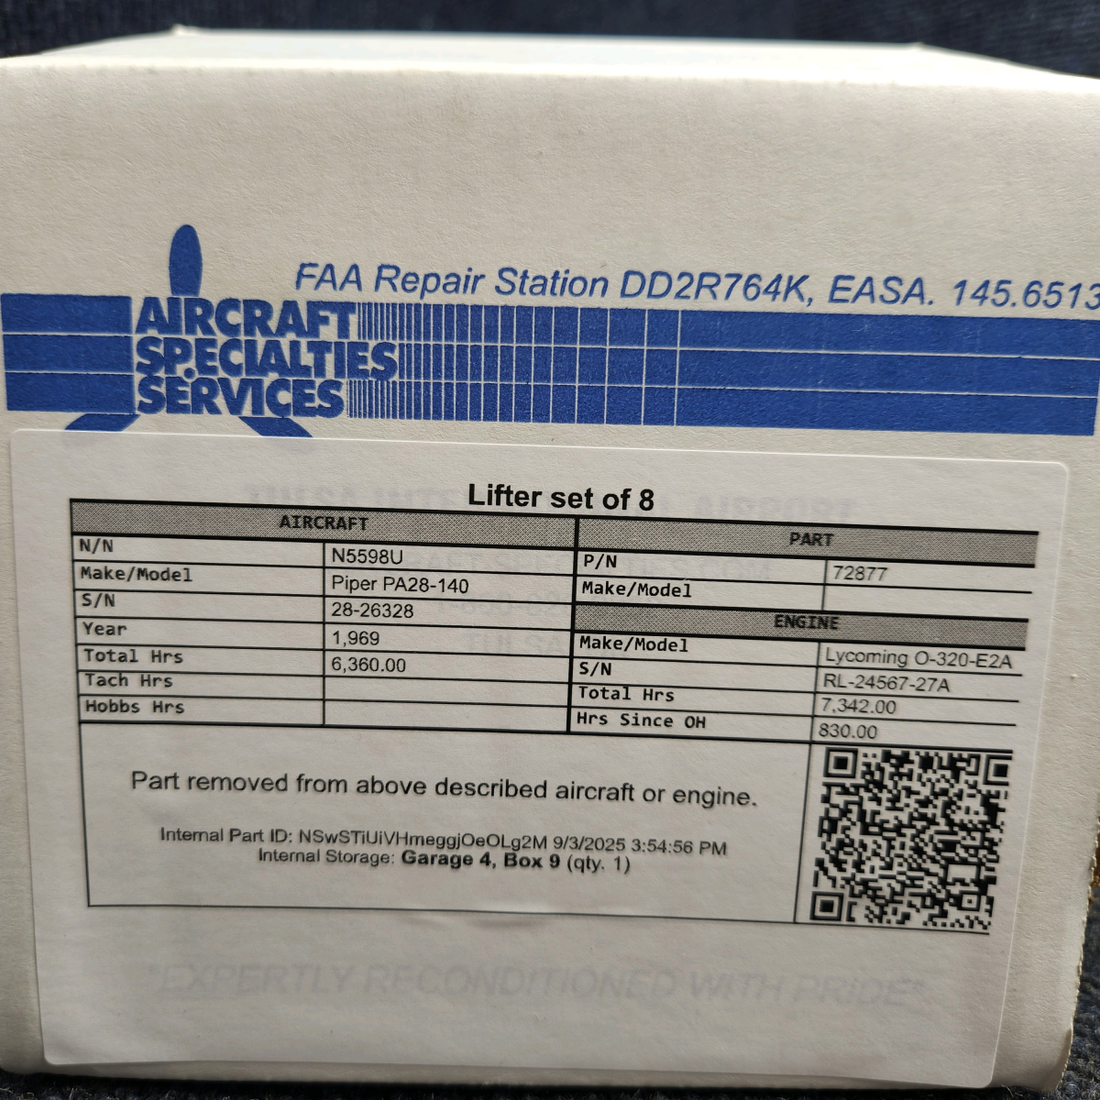 FAA Repair Station DD2R764K, EASA. 145.6513
AIRCRAFT
SPECIALTIES
SERVICES
Lifter set of 8
AIRCRAFT
N/N N5598U
Make/Model Piper PA28-140
S/N 28-26328
Year 1,969
Total Hrs 6,360.00
Tach Hrs
Hobbs Hrs
PART
P/N 72877
Make/Model
ENGINE
Make/Model Lycoming O-320-E2A
S/N RL-24567-27A
Total Hrs 7,342.00
Hrs Since OH 830.00
Part removed from above described aircraft or engine.
Internal Part ID: NSwSTiUiVHmeggjOeOLg2M 9/3/2025 3:54:56 PM
Internal Storage: Garage 4, Box 9 (qty. 1)
"EXPERTLY RECONDITIONED WITH PRIDE"